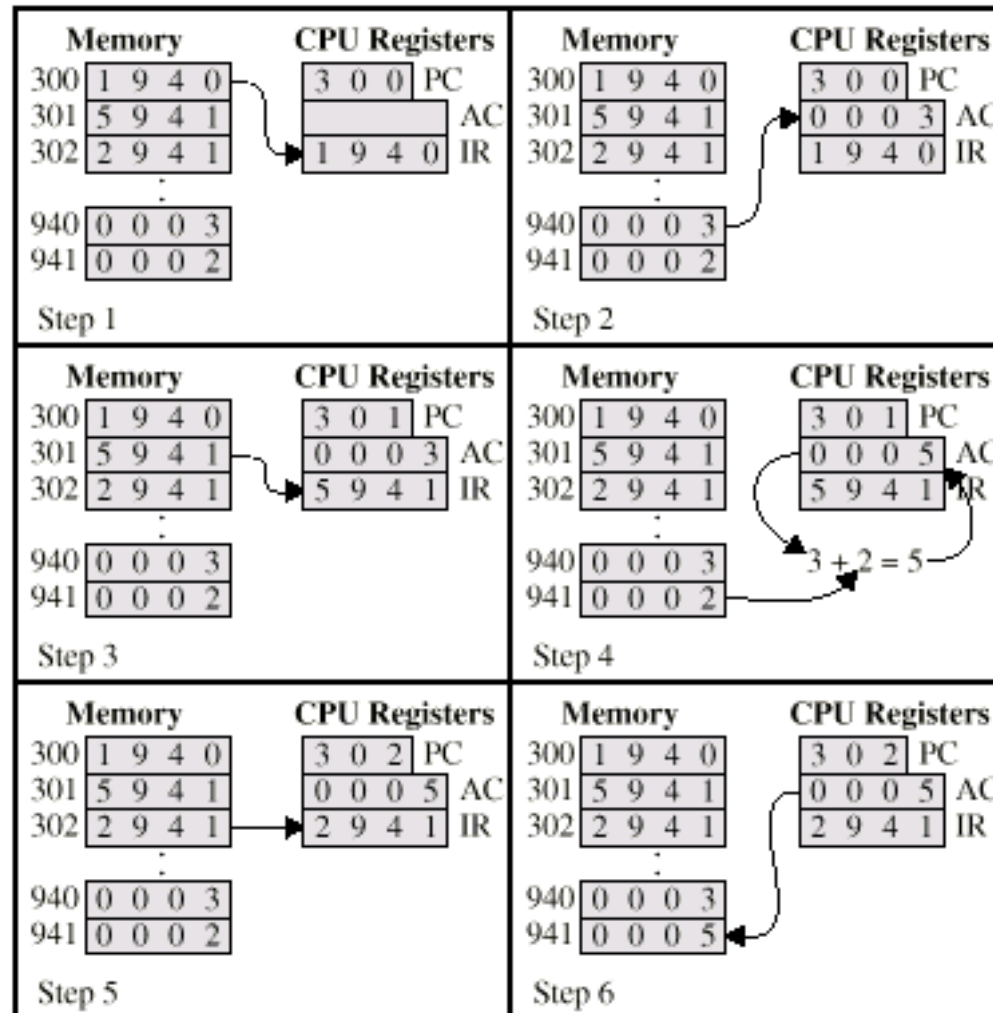 Memory CPU Registers
300 1 9 4 0 3 0 0 PC
301 5 9 4 1 AC
302 2 9 4 1 1 9 4 0 IR
:
940 0 0 0 3
941 0 0 0 2
Step 1
Memory CPU Registers
300 1 9 4 0 3 0 0 PC
301 5 9 4 1 0 0 0 3 AC
302 2 9 4 1 1 9 4 0 IR
:
940 0 0 0 3
941 0 0 0 2
Step 2
Memory CPU Registers
300 1 9 4 0 3 0 1 PC
301 5 9 4 1 0 0 0 3 AC
302 2 9 4 1 5 9 4 1 IR
:
940 0 0 0 3
941 0 0 0 2
Step 3
Memory CPU Registers
300 1 9 4 0 3 0 1 PC
301 5 9 4 1 0 0 0 5 AC
302 2 9 4 1 5 9 4 1 IR
:
940 0 0 0 3 3 + 2 = 5
941 0 0 0 2
Step 4
Memory CPU Registers
300 1 9 4 0 3 0 2 PC
301 5 9 4 1 0 0 0 5 AC
302 2 9 4 1 2 9 4 1 IR
:
940 0 0 0 3
941 0 0 0 2
Step 5
Memory CPU Registers
300 1 9 4 0 3 0 2 PC
301 5 9 4 1 0 0 0 5 AC
302 2 9 4 1 2 9 4 1 IR
:
940 0 0 0 3
941 0 0 0 5
Step 6